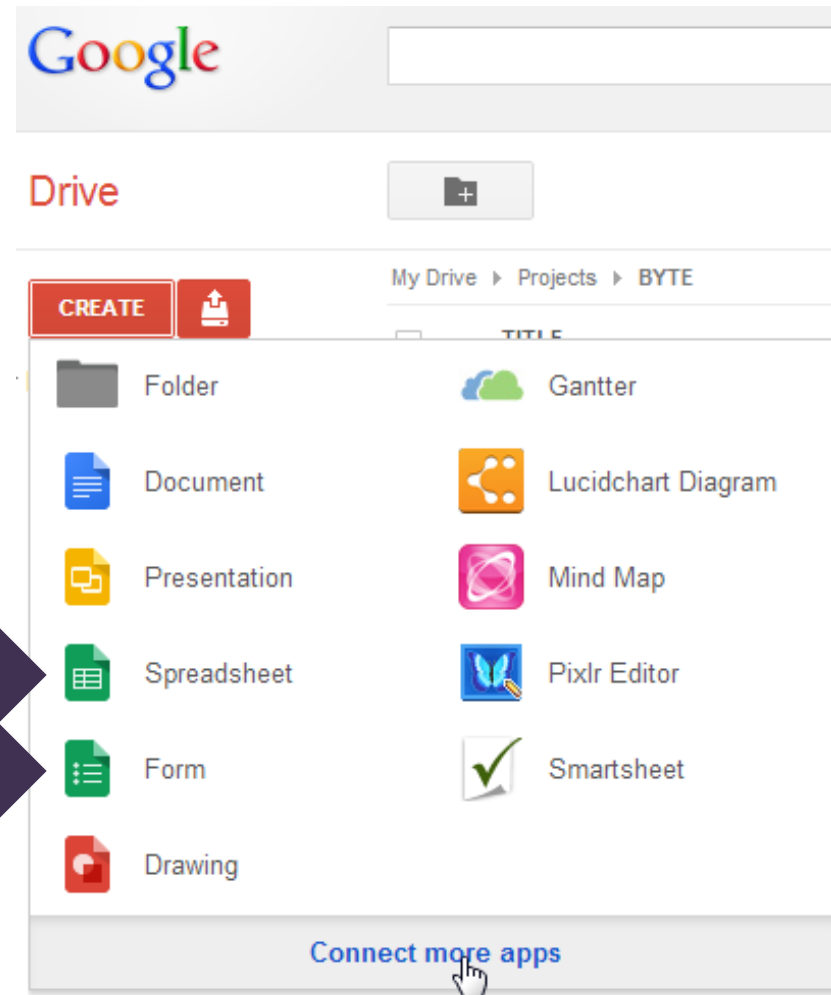 Google
Drive
My Drive Projects BYTE
CREATE
TITLE
Folder
Document
Presentation
Spreadsheet
Form
Drawing
Gantter
Lucidchart Diagram
Mind Map
Pixlr Editor
Smartsheet
Connect more apps